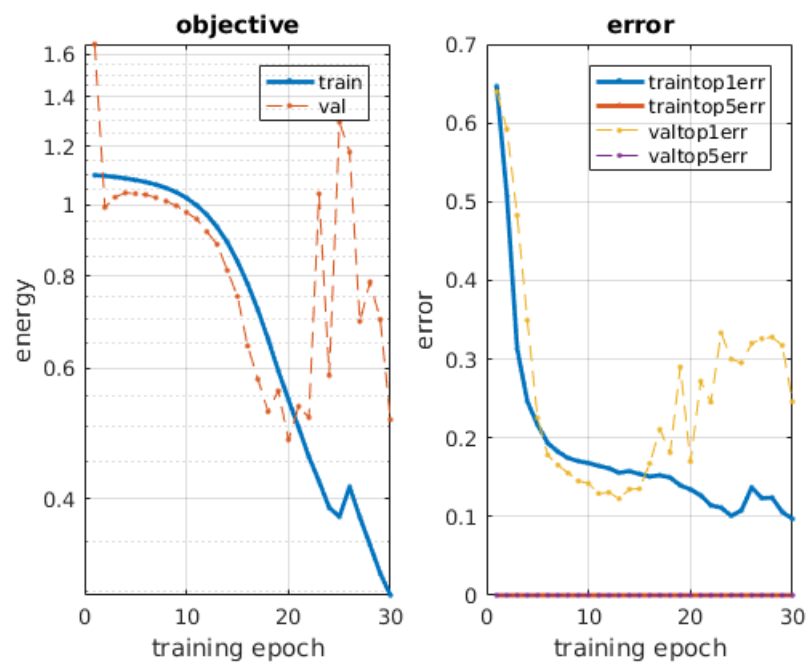 objective
1.6
1.4
1.2
1
0.8
0.6
0.4
energy
train
val
0 10 20 30
training epoch
error
0.7
0.6
0.5
0.4
0.3
0.2
0.1
0
error
traintop1err
traintop5err
valtop1err
valtop5err
0 10 20 30
training epoch